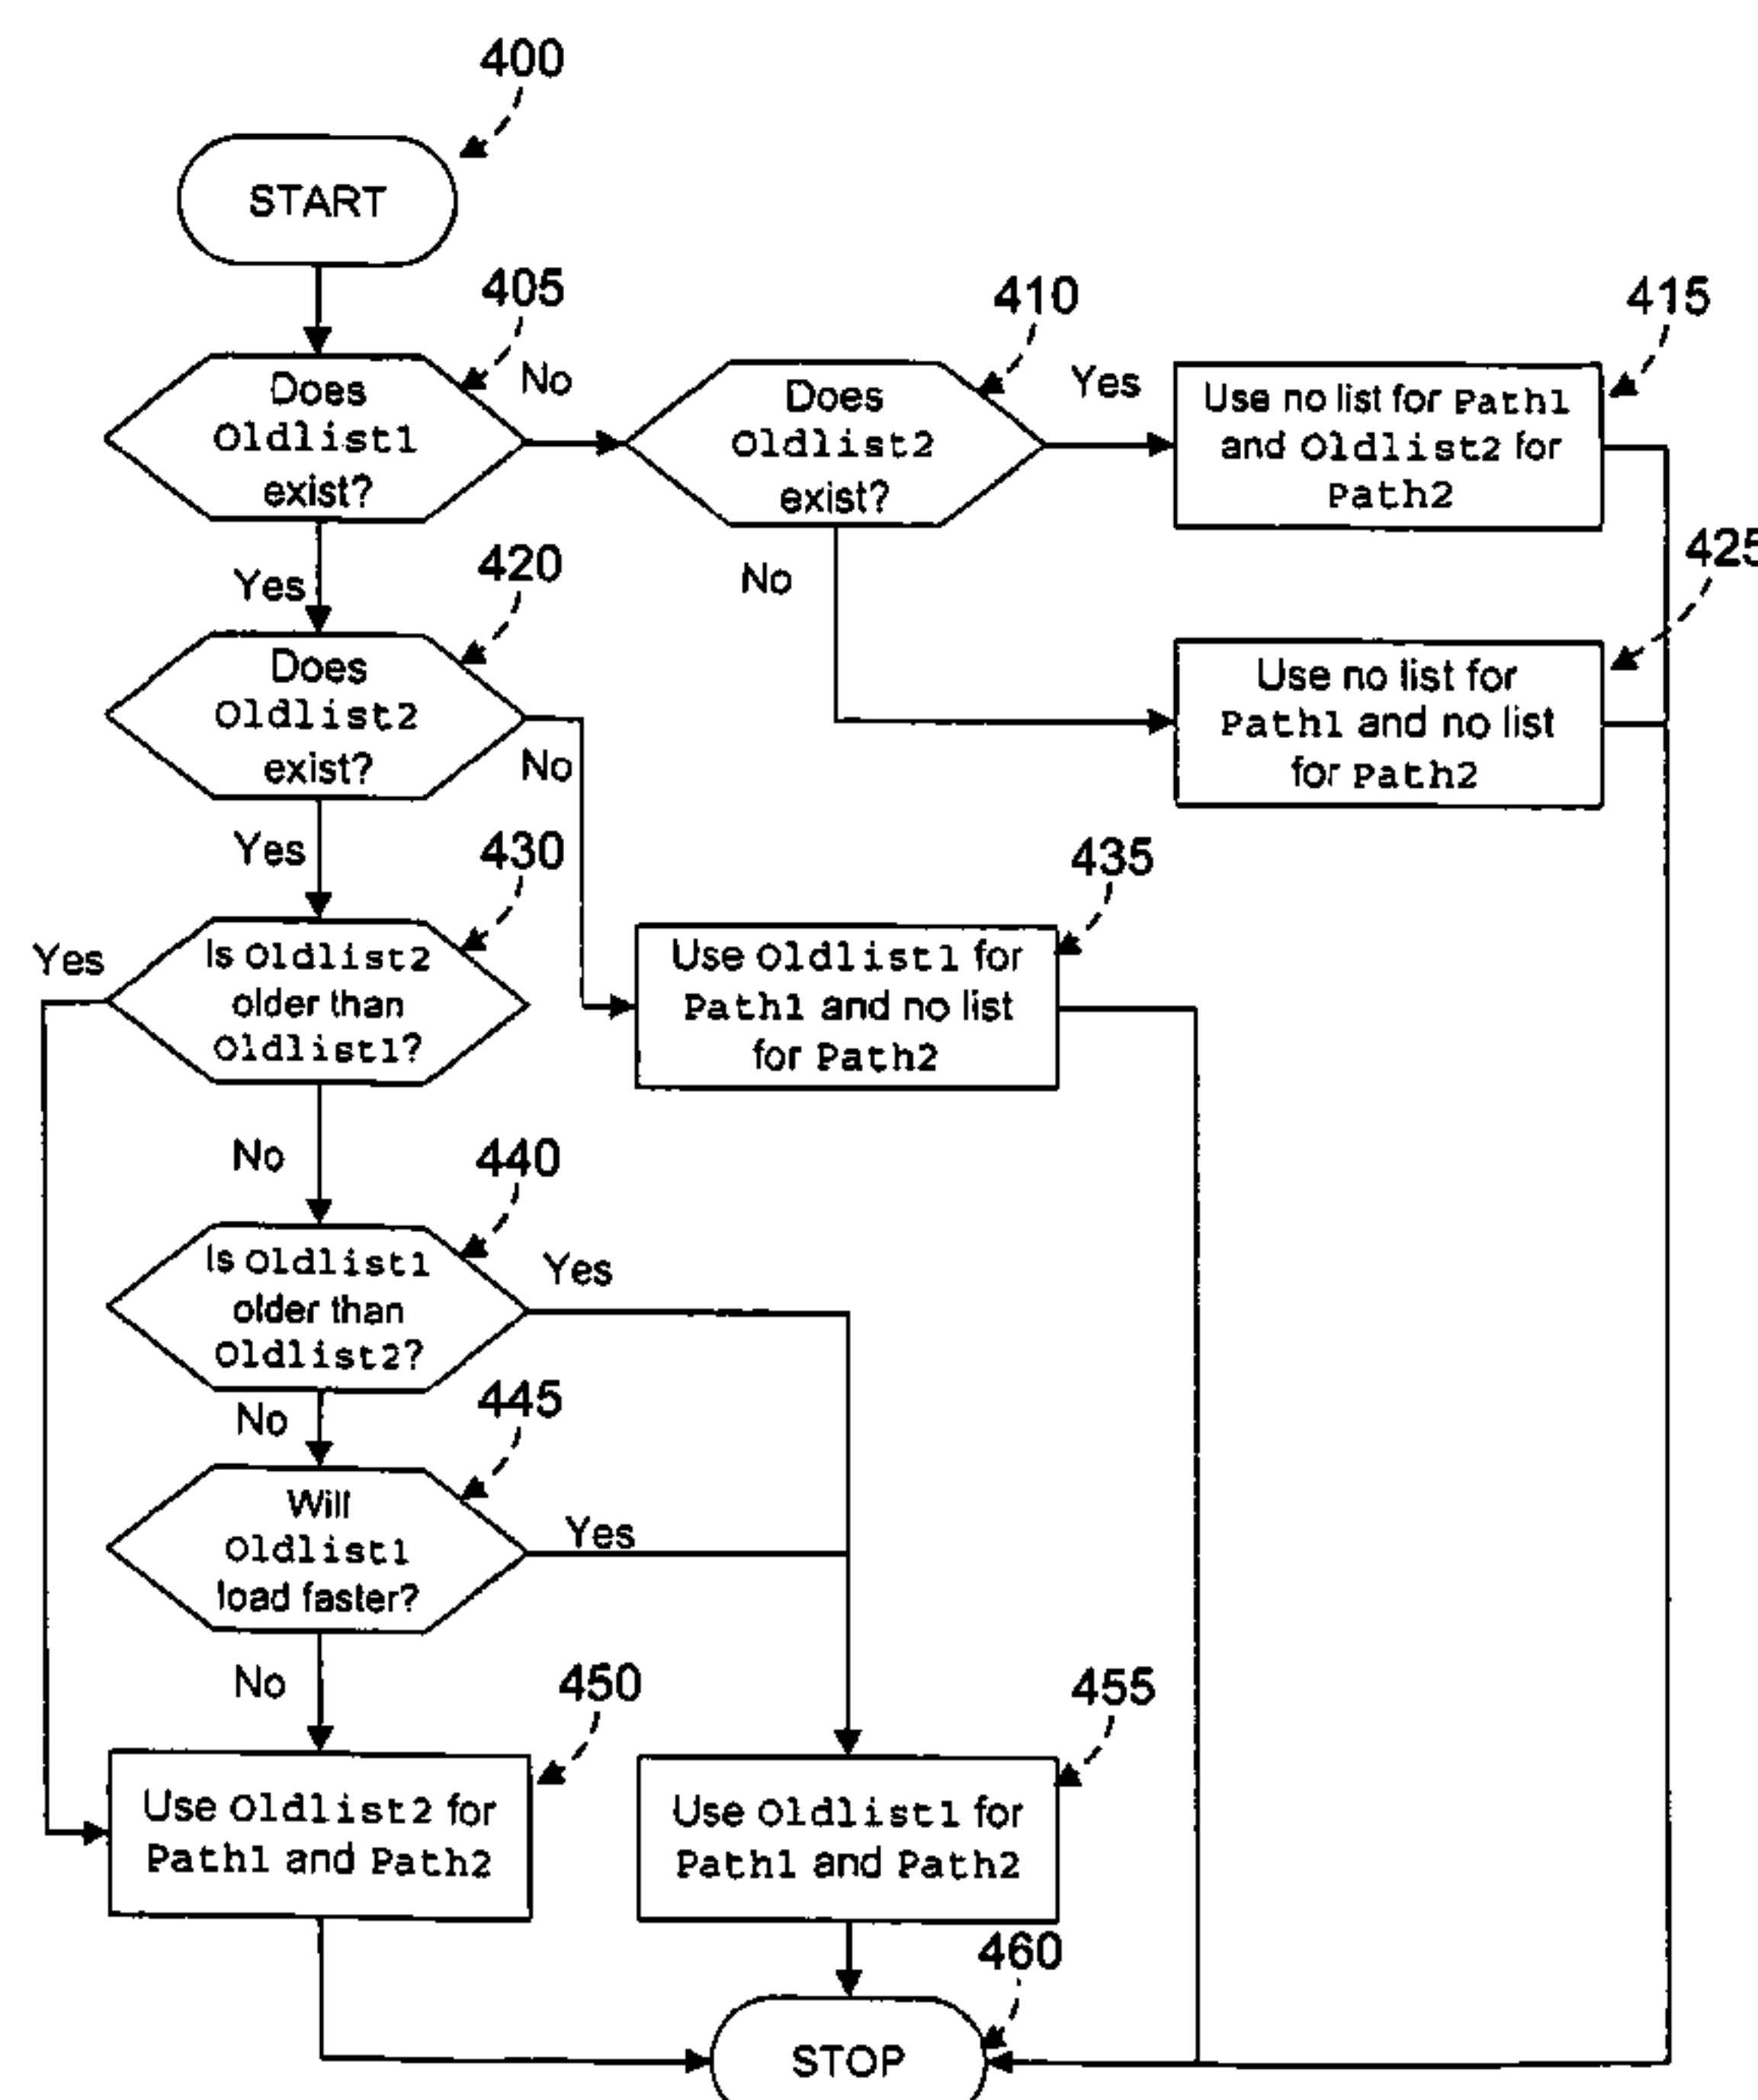 400
START
405
Does
Oldlist1
exist?
No
410
Does
Oldlist2
exist?
Yes
415
Use no list for Path1
and Oldlist2 for
Path2
Yes
420
No
425
Does
Oldlist2
exist?
No
Use no list for
Path1 and no list
for Path2
Yes
430
435
Yes
Is Oldlist2
older than
Oldlist1?
Use Oldlist1 for
Path1 and no list
for Path2
No
440
Is Oldlist1
older than
Oldlist2?
Yes
No
445
Will
Oldlist1
load faster?
Yes
No
450
455
Use Oldlist2 for
Path1 and Path2
Use Oldlist1 for
Path1 and Path2
460
STOP